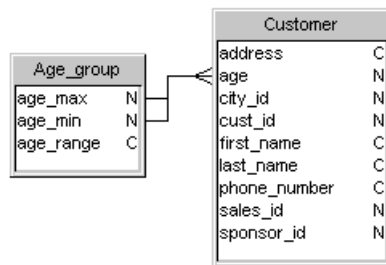 Age_group
age_max N
age_min N
age_range C
Customer
address C
age N
city_id N
cust_id N
first_name C
last_name C
phone_number C
sales_id N
sponsor_id N